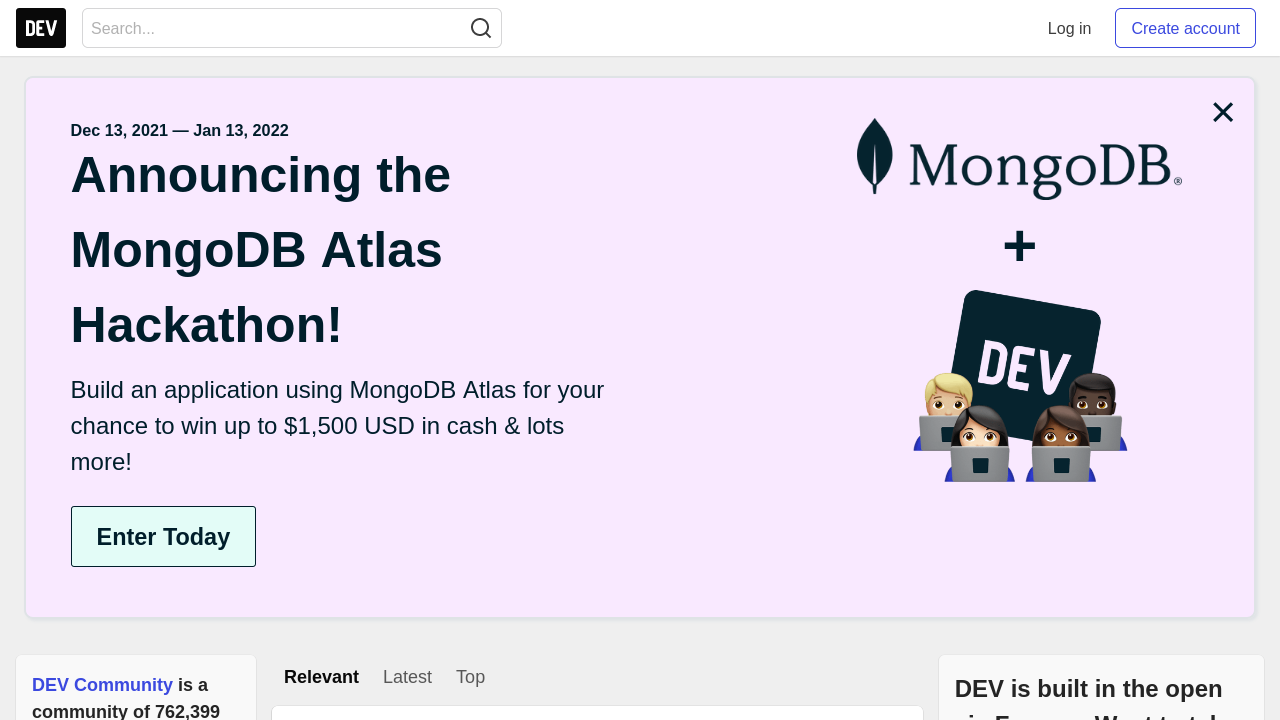 DEV
Search...
Log in
Create account
Dec 13, 2021 — Jan 13, 2022
Announcing the
MongoDB Atlas
Hackathon!
Build an application using MongoDB Atlas for your
chance to win up to $1,500 USD in cash & lots
more!
Enter Today
MongoDB®
+
DEV
DEV Community is a
community of 762,399
Relevant
Latest
Top
DEV is built in the open